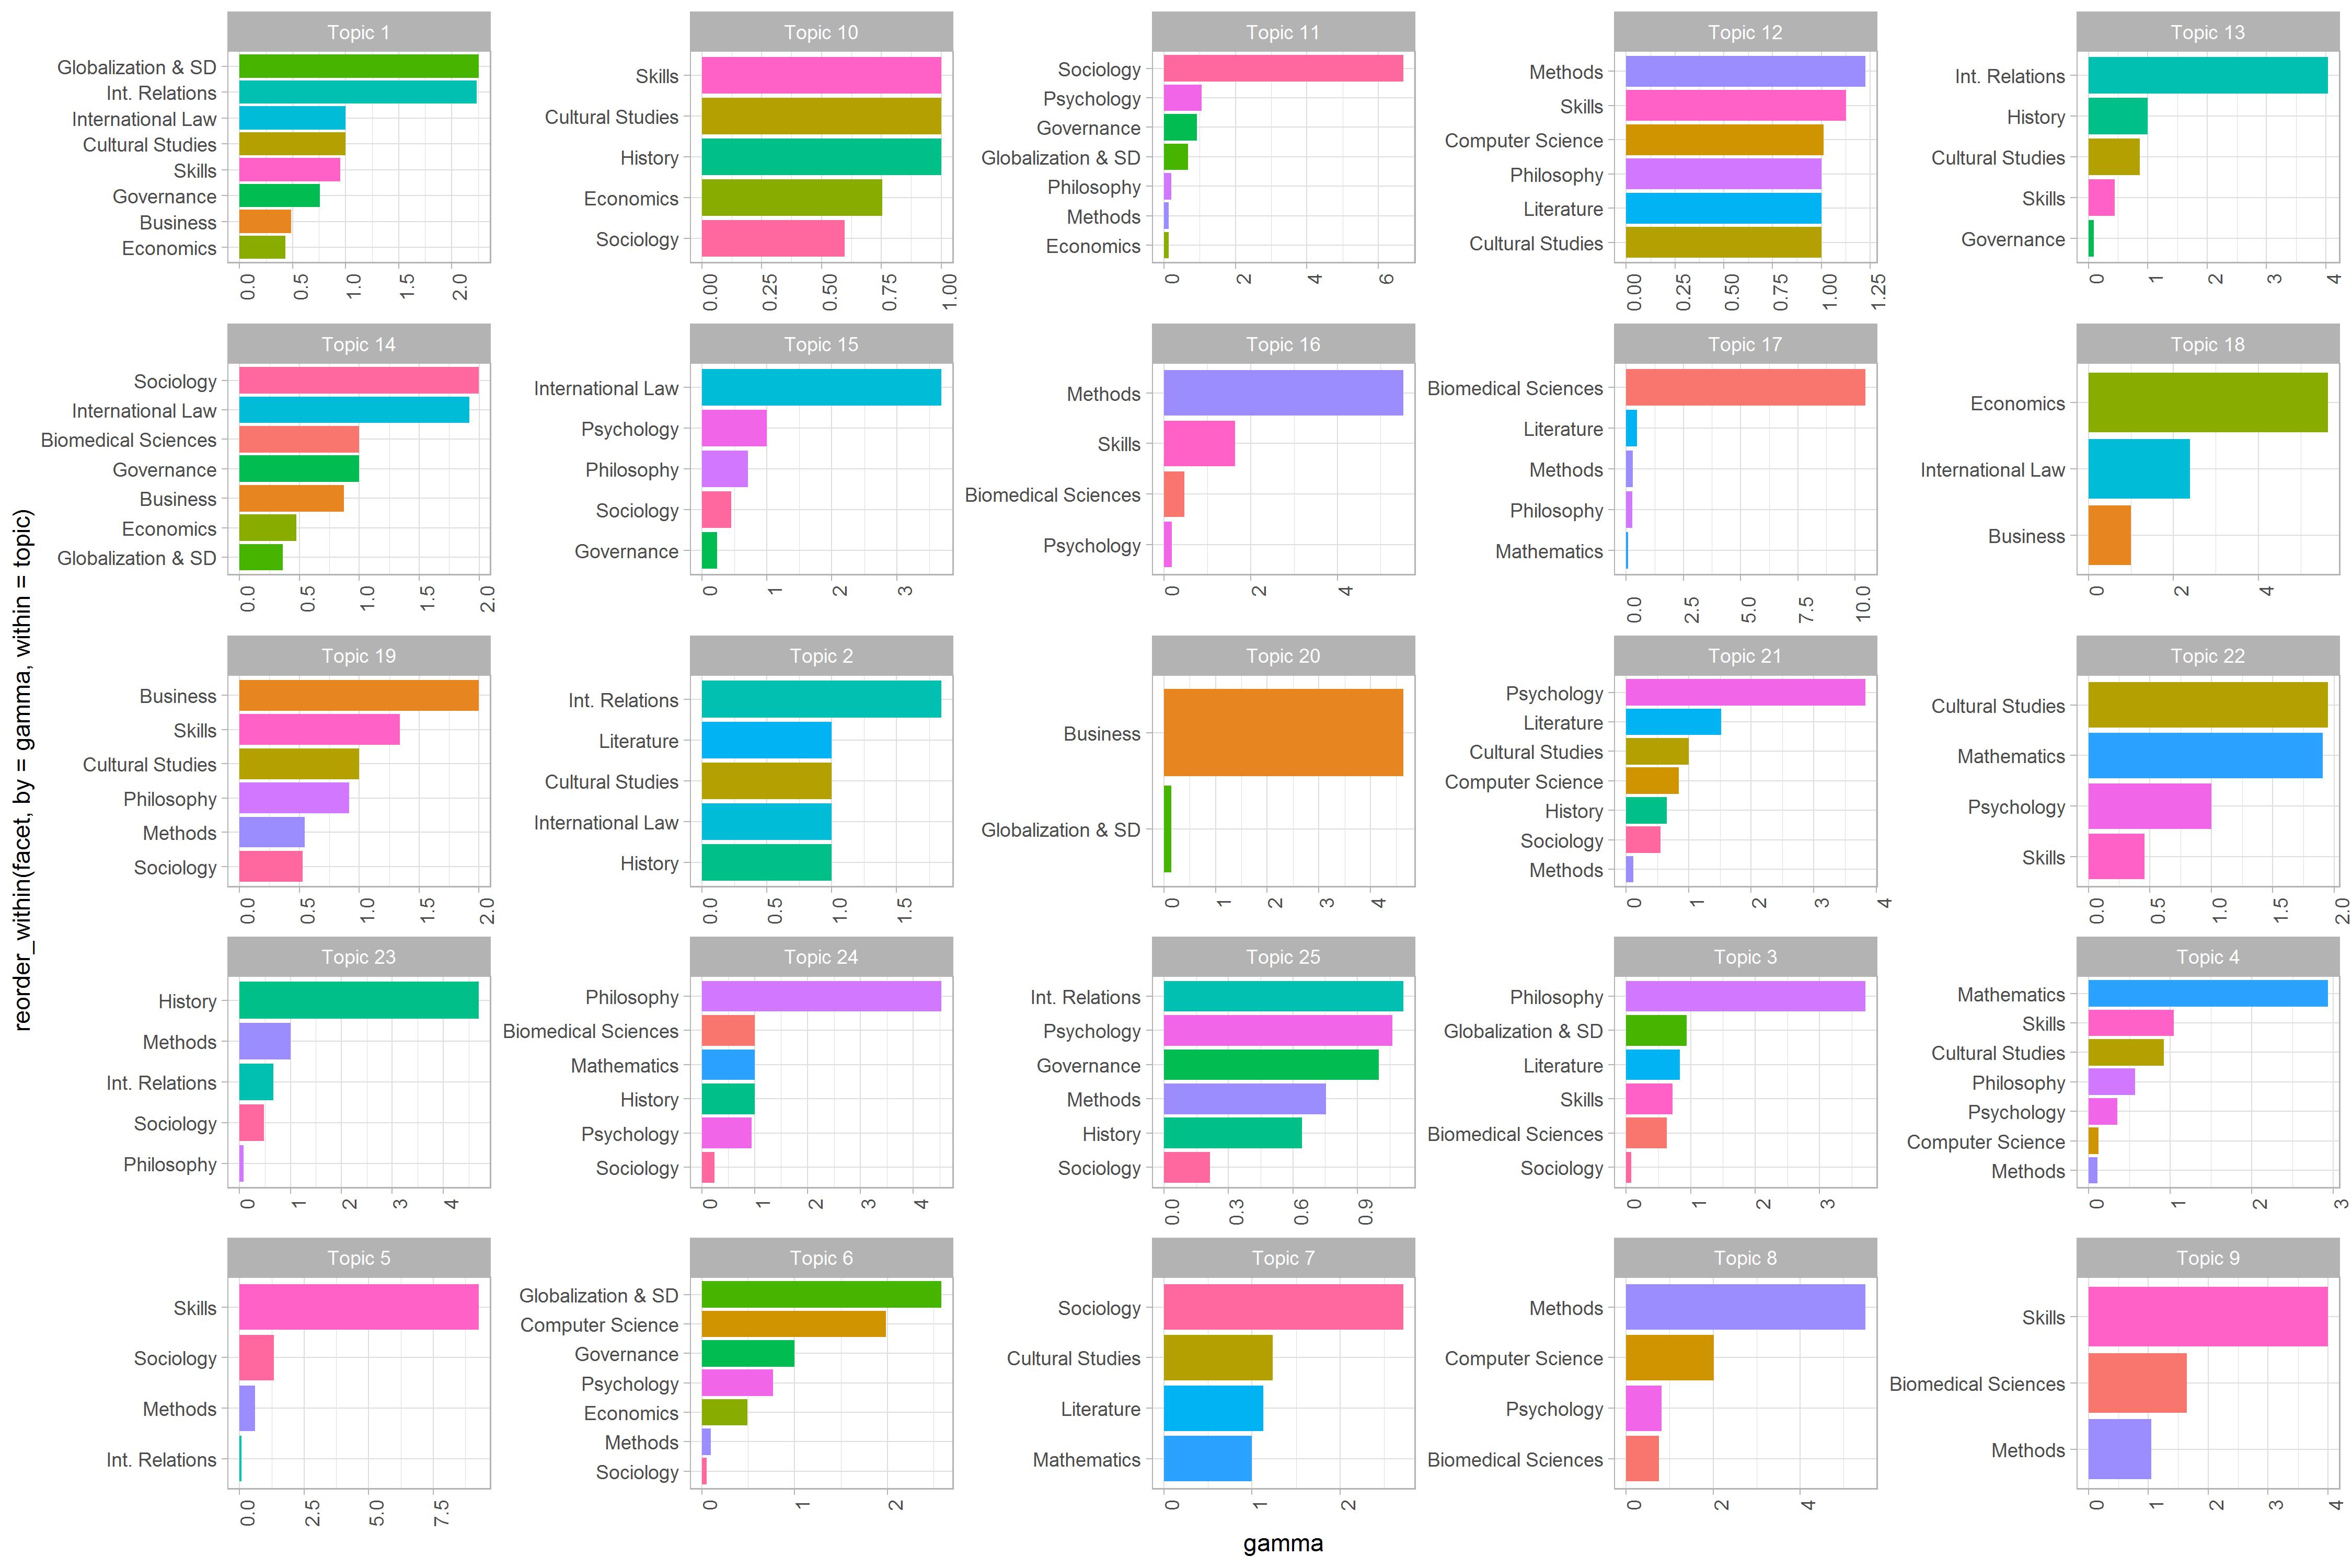 reorder_within(facet, by = gamma, within = topic)
Topic 1
Globalization & SD
Int. Relations
International Law
Cultural Studies
Skills
Governance
Business
Economics
0.0 0.5 1.0 1.5 2.0
Topic 10
Skills
Cultural Studies
History
Economics
Sociology
0.00 0.25 0.50 0.75 1.00
Topic 11
Sociology
Psychology
Governance
Globalization & SD
Philosophy
Methods
Economics
0 2 4 6
Topic 12
Methods
Skills
Computer Science
Philosophy
Literature
Cultural Studies
0.00 0.25 0.50 0.75 1.00 1.25
Topic 13
Int. Relations
History
Cultural Studies
Skills
Governance
0 1 2 3 4
Topic 14
Sociology
International Law
Biomedical Sciences
Governance
Business
Economics
Globalization & SD
0.0 0.5 1.0 1.5 2.0
Topic 15
International Law
Psychology
Philosophy
Sociology
Governance
0 1 2 3
Topic 16
Methods
Skills
Biomedical Sciences
Psychology
0 2 4
Topic 17
Biomedical Sciences
Literature
Methods
Philosophy
Mathematics
0.0 2.5 5.0 7.5 10.0
Topic 18
Economics
International Law
Business
0 2 4
Topic 19
Business
Skills
Cultural Studies
Philosophy
Methods
Sociology
0.0 0.5 1.0 1.5 2.0
Topic 2
Int. Relations
Literature
Cultural Studies
International Law
History
0.0 0.5 1.0 1.5
Topic 20
Business
Globalization & SD
0 1 2 3 4
Topic 21
Psychology
Literature
Cultural Studies
Computer Science
History
Sociology
Methods
0 1 2 3 4
Topic 22
Cultural Studies
Mathematics
Psychology
Skills
0.0 0.5 1.0 1.5 2.0
Topic 23
History
Methods
Int. Relations
Sociology
Philosophy
0 1 2 3 4
Topic 24
Philosophy
Biomedical Sciences
Mathematics
History
Psychology
Sociology
0 1 2 3 4
Topic 25
Int. Relations
Psychology
Governance
Methods
History
Sociology
0.0 0.3 0.6 0.9
Topic 3
Philosophy
Globalization & SD
Literature
Skills
Biomedical Sciences
Sociology
0 1 2 3
Topic 4
Mathematics
Skills
Cultural Studies
Philosophy
Psychology
Computer Science
Methods
0 1 2 3
Topic 5
Skills
Sociology
Methods
Int. Relations
0.0 2.5 5.0 7.5
Topic 6
Globalization & SD
Computer Science
Governance
Psychology
Economics
Methods
Sociology
0 1 2
Topic 7
Sociology
Cultural Studies
Literature
Mathematics
0 1 2
Topic 8
Methods
Computer Science
Psychology
Biomedical Sciences
0 2 4
Topic 9
Skills
Biomedical Sciences
Methods
0 1 2 3 4
gamma